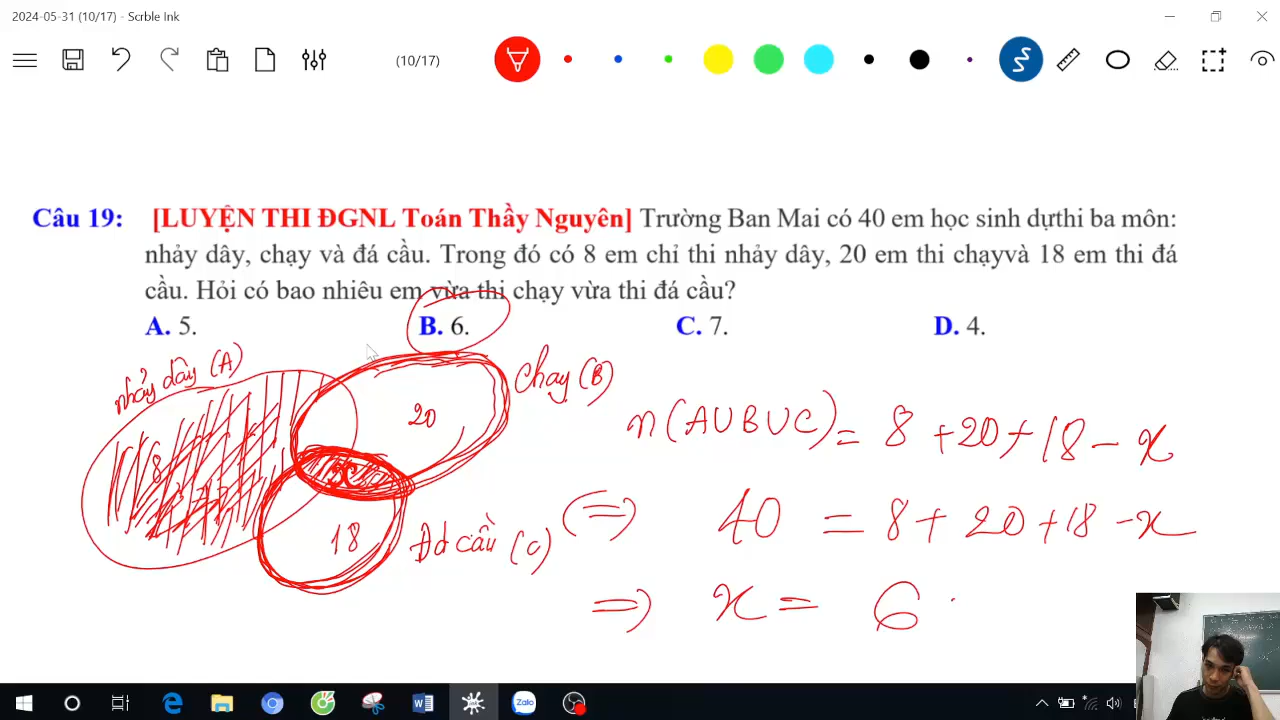 2024-05-31 (10/17) - Scrble Ink
(10/17)
Câu 19: [LUYỆN THI ĐGNL Toán Thầy Nguyên] Trường Ban Mai có 40 em học sinh dựthi ba môn:
nhảy dây, chạy và đá cầu. Trong đó có 8 em chỉ thi nhảy dây, 20 em thi chạyvà 18 em thi đá
cầu. Hỏi có bao nhiêu em vừa thi chạy vừa thi đá cầu?
A. 5. B. 6. C. 7. D. 4.
nhảy dây (A)
Chạy (B)
20
8
x
18
Đá cầu (C)
n(A∪B∪C) = 8 + 20 + 18 - x
(=) 40 = 8 + 20 + 18 - x
=) x = 6.
Zalo